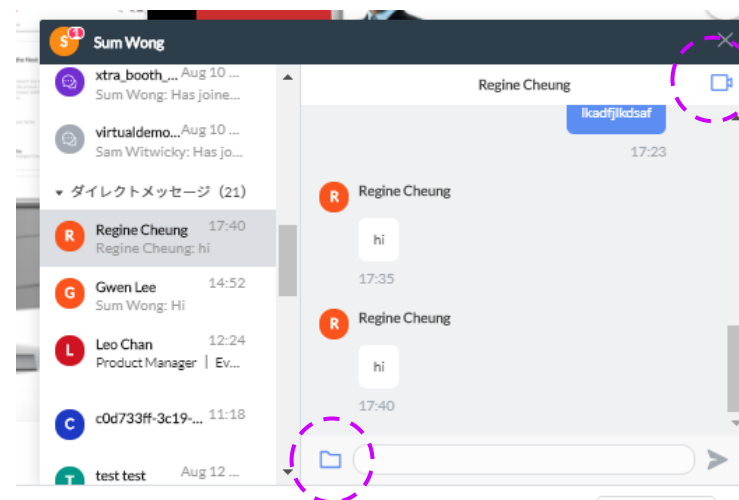 S
1
Sum Wong
xtra_booth_... Aug 10 ...
Sum Wong: Has joine...
virtualdemo... Aug 10 ...
Sam Witwicky: Has jo...
ダイレクトメッセージ (21)
R
Regine Cheung 17:40
Regine Cheung: hi
G
Gwen Lee 14:52
Sum Wong: Hi
L
Leo Chan 12:24
Product Manager | Ev...
C
c0d733ff-3c19-... 11:18
T
test test Aug 12 ...
Regine Cheung
lkadfjlkdsaf
17:23
R
Regine Cheung
hi
17:35
R
Regine Cheung
hi
17:40